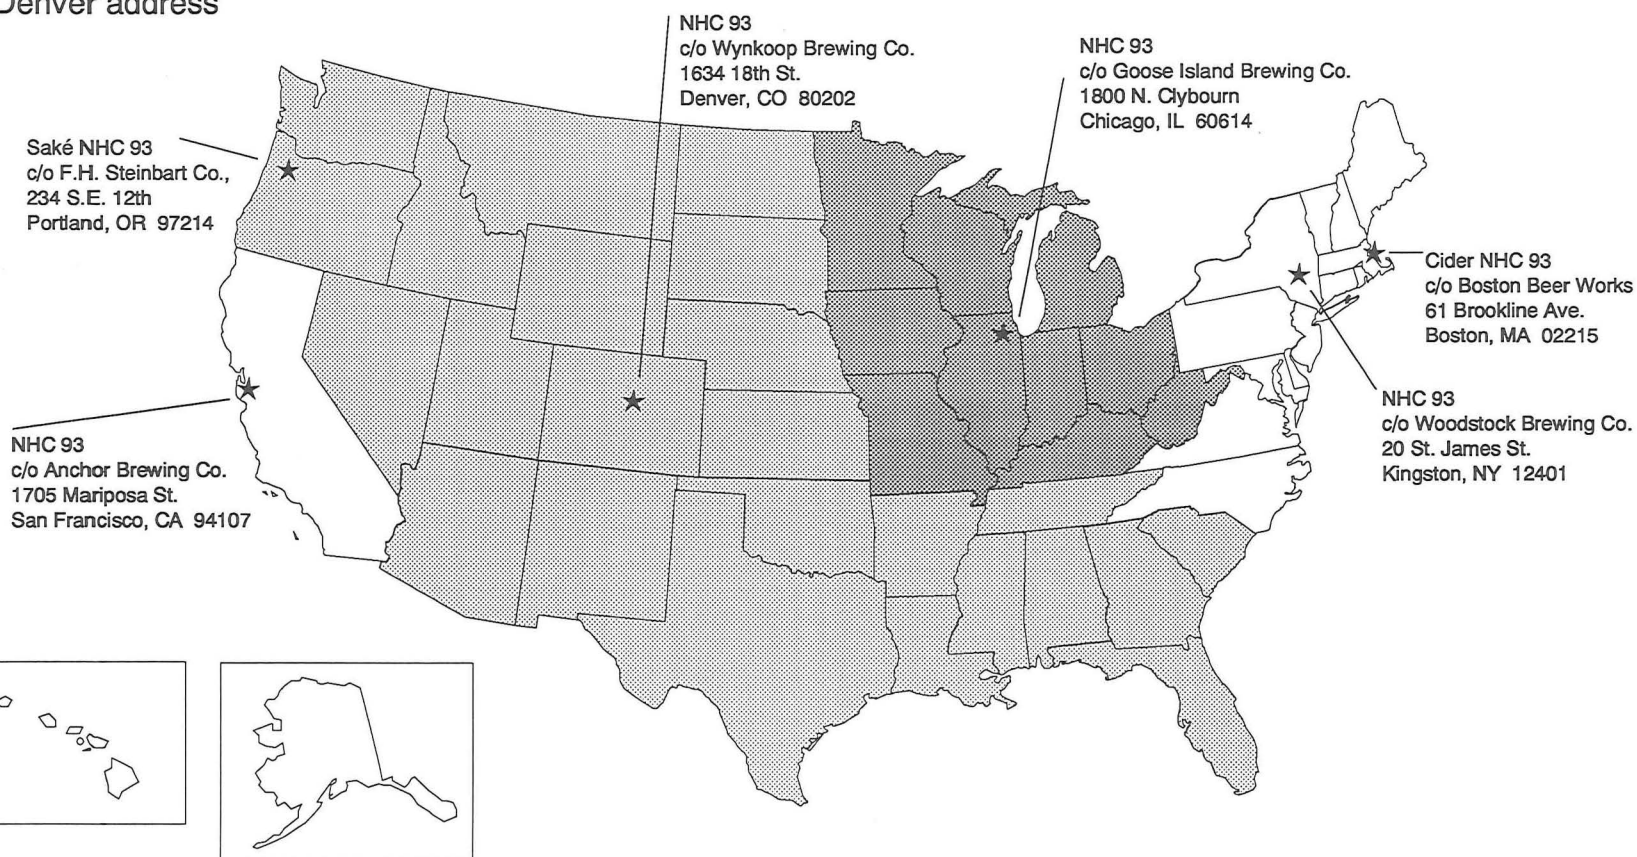 Denver address
NHC 93
c/o Wynkoop Brewing Co.
1634 18th St.
Denver, CO 80202
NHC 93
c/o Goose Island Brewing Co.
1800 N. Clybourn
Chicago, IL 60614
Saké NHC 93
c/o F.H. Steinbart Co.,
234 S.E. 12th
Portland, OR 97214
Cider NHC 93
c/o Boston Beer Works
61 Brookline Ave.
Boston, MA 02215
NHC 93
c/o Woodstock Brewing Co.
20 St. James St.
Kingston, NY 12401
NHC 93
c/o Anchor Brewing Co.
1705 Mariposa St.
San Francisco, CA 94107